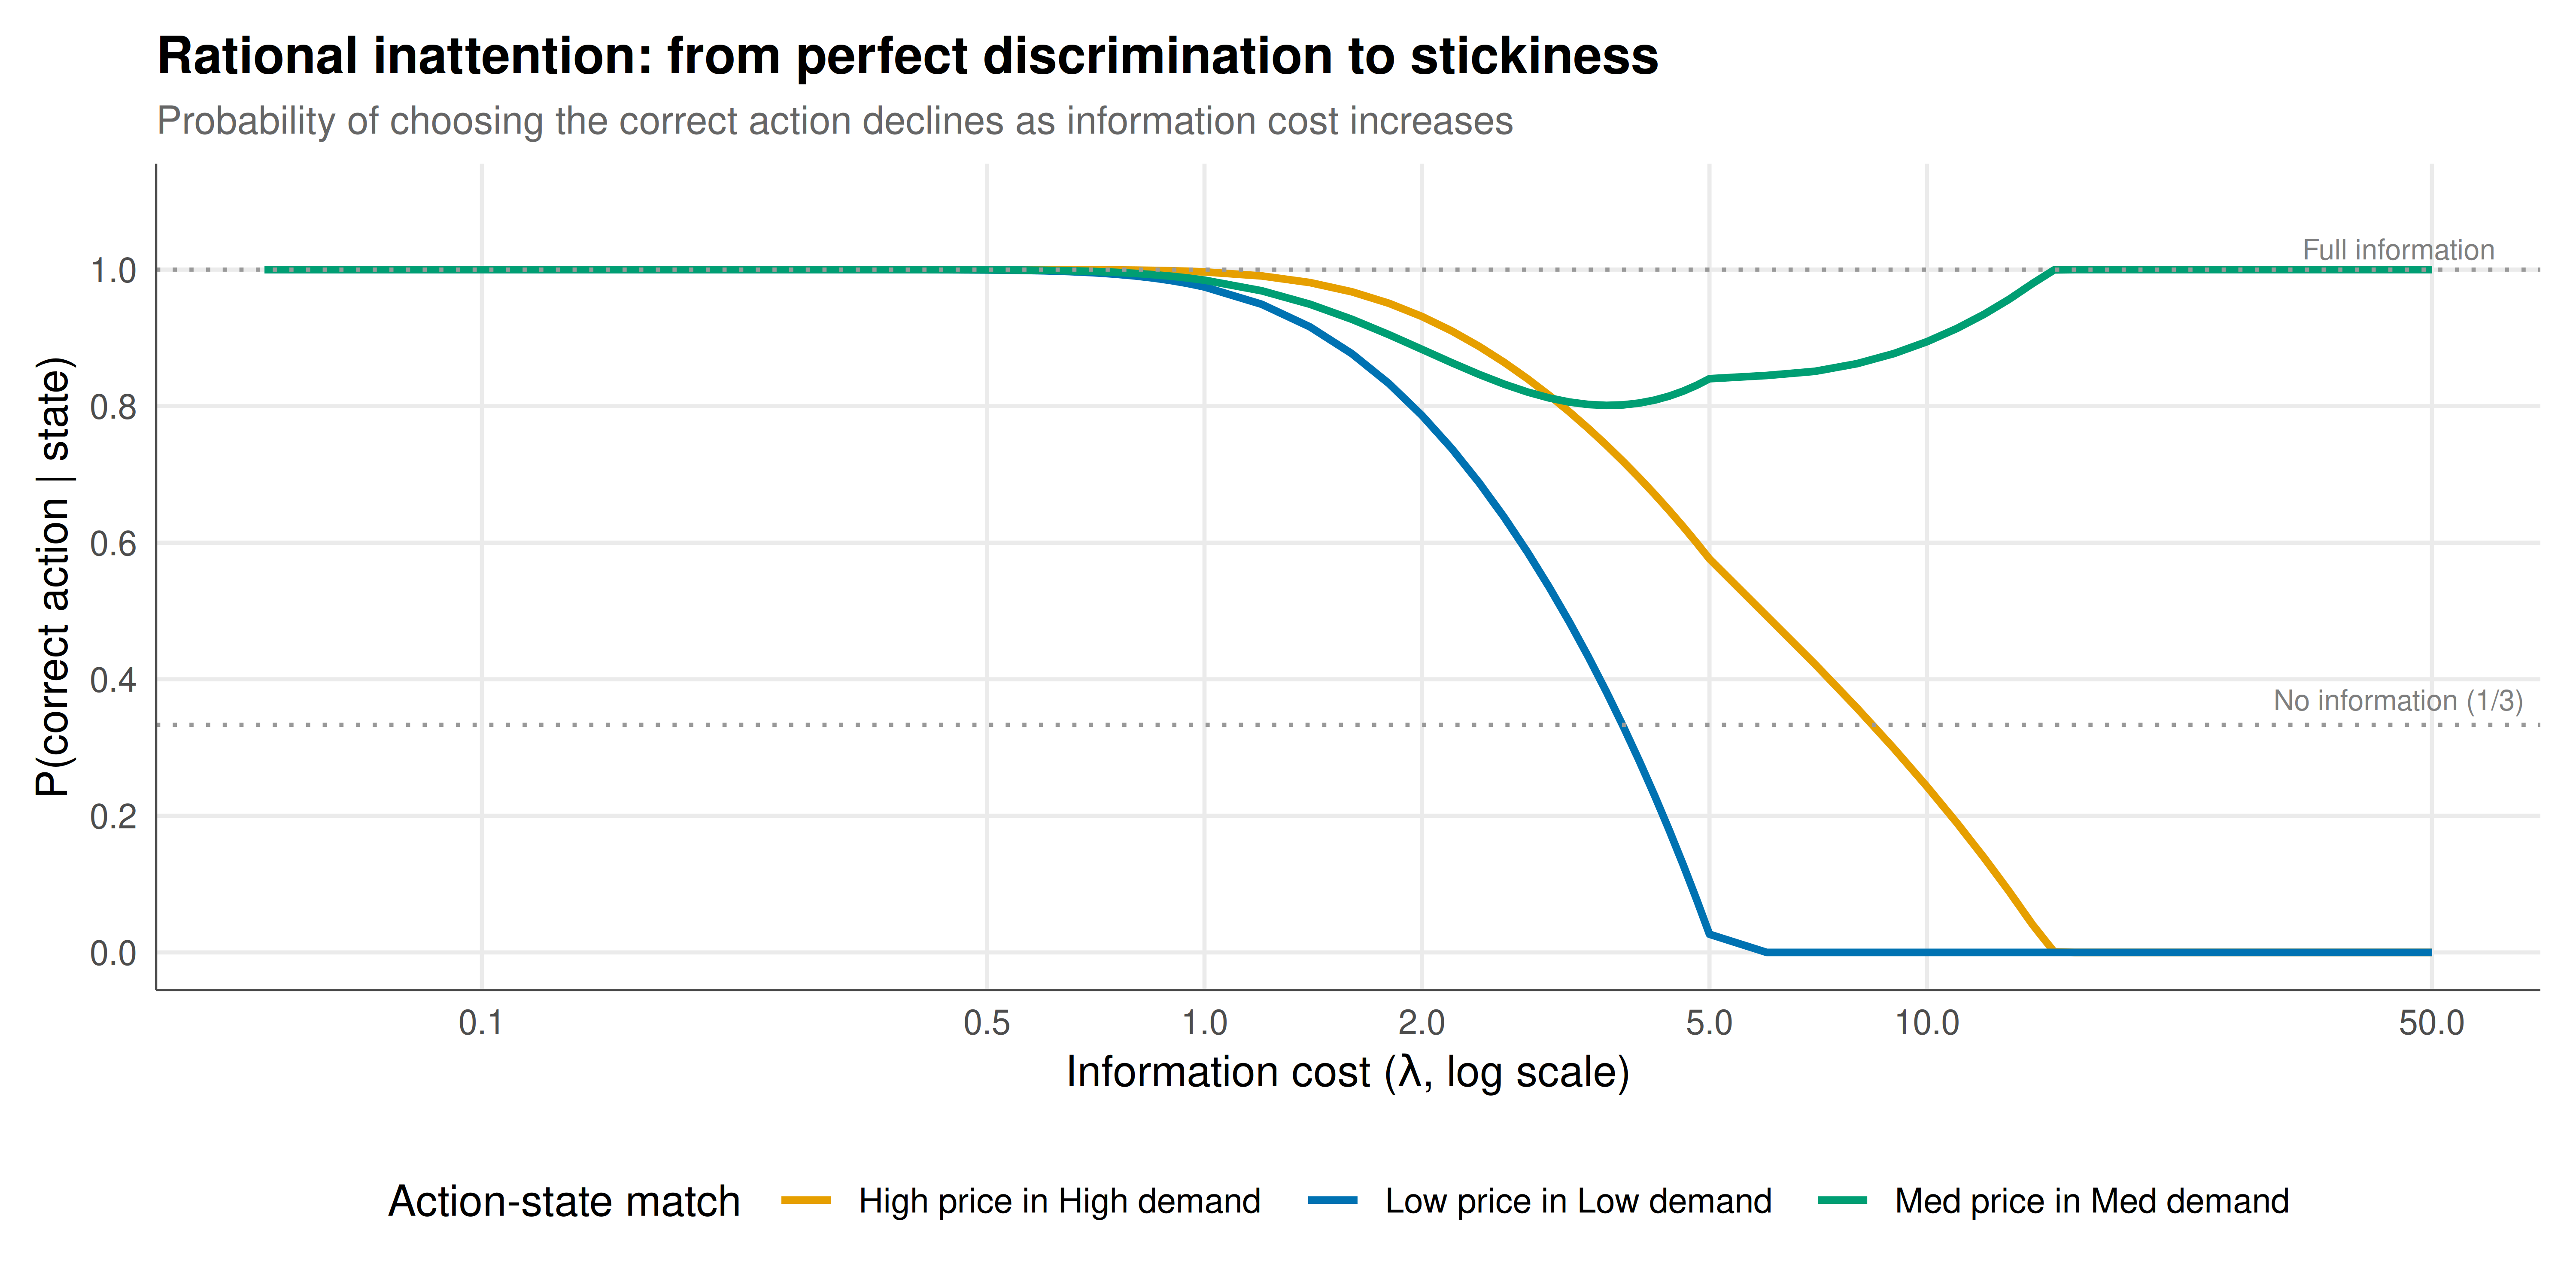 Rational inattention: from perfect discrimination to stickiness
Probability of choosing the correct action declines as information cost increases
P(correct action | state)
1.0
0.8
0.6
0.4
0.2
0.0
Full information
No information (1/3)
0.1 0.5 1.0 2.0 5.0 10.0 50.0
Information cost (λ, log scale)
Action-state match High price in High demand Low price in Low demand Med price in Med demand